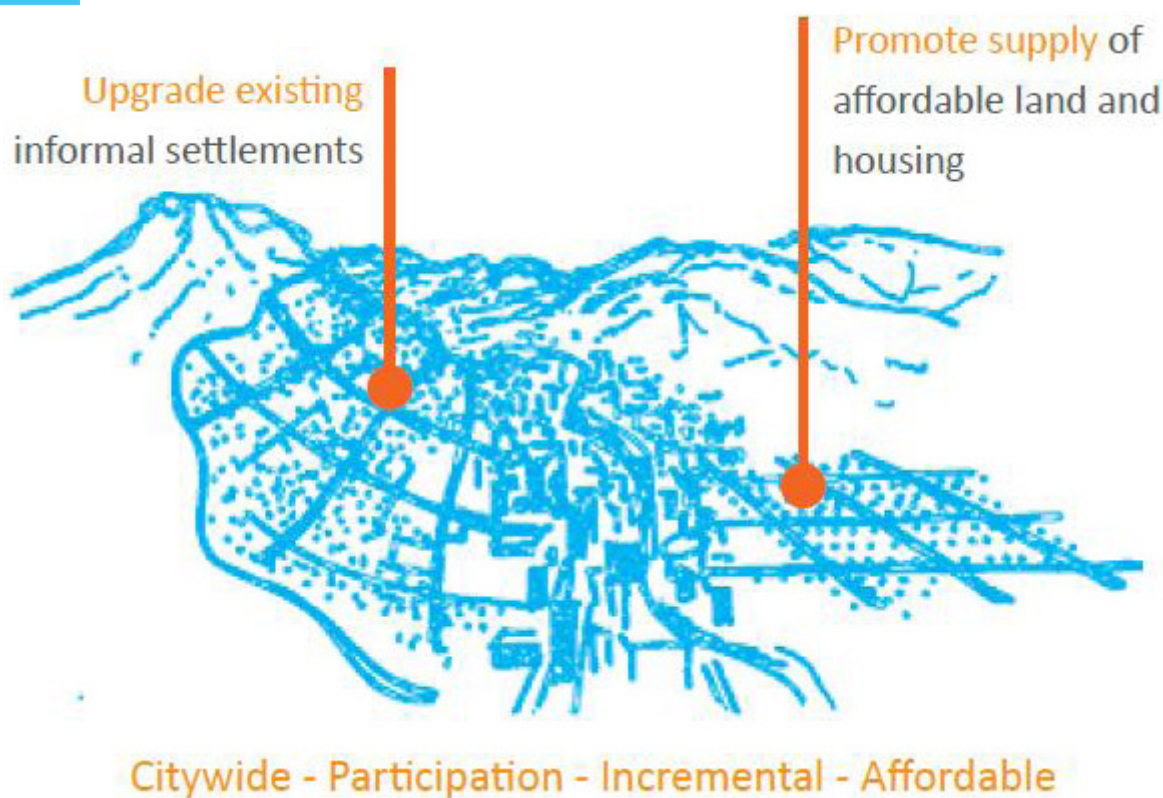 Upgrade existing
informal settlements
Promote supply of
affordable land and
housing
Citywide - Participation - Incremental - Affordable